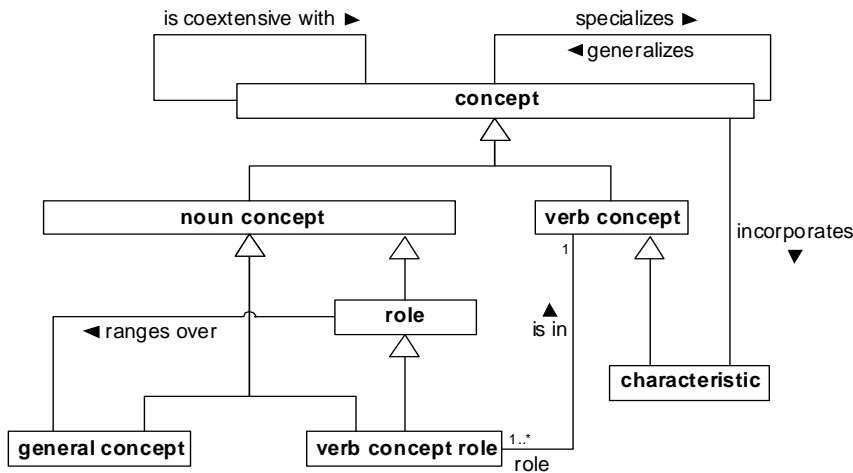 is coextensive with ►
specializes ►
◄ generalizes
concept
noun concept
verb concept
1
incorporates
▼
▲
is in
role
◄ ranges over
characteristic
general concept
verb concept role
1..*
role